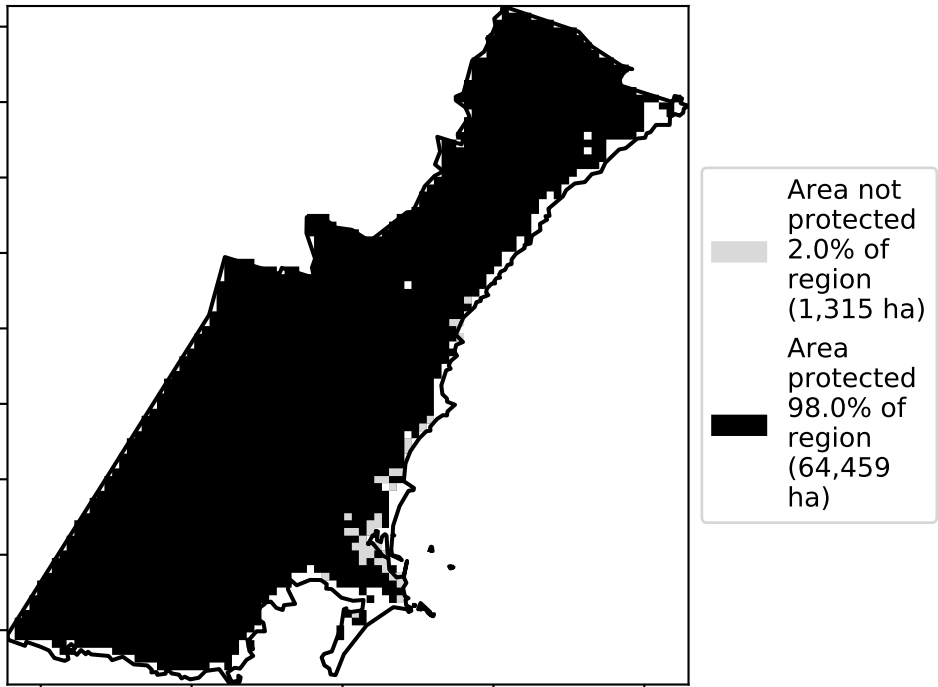 Area not
protected
2.0% of
region
(1,315 ha)
Area
protected
98.0% of
region
(64,459
ha)